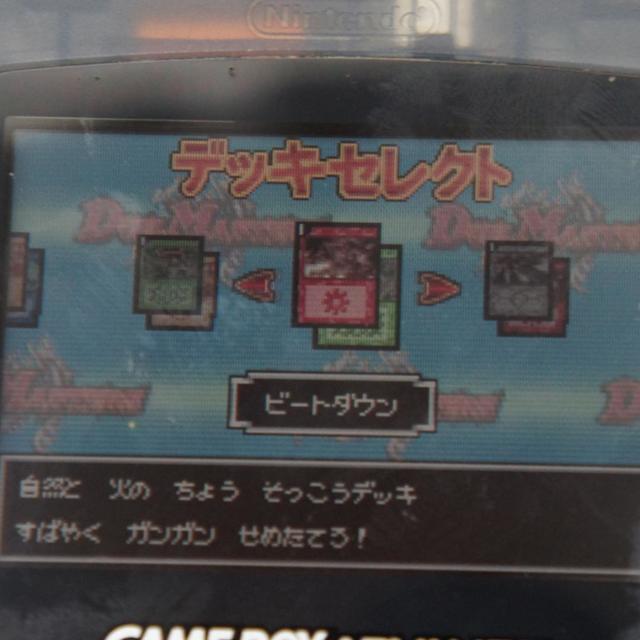 Nintendo
デッキセレクト
ビートダウン
自然と 火の ちょう そっこうデッキ
すばやく ガンガン せめたてろ!
GAME BOY ADVANCE